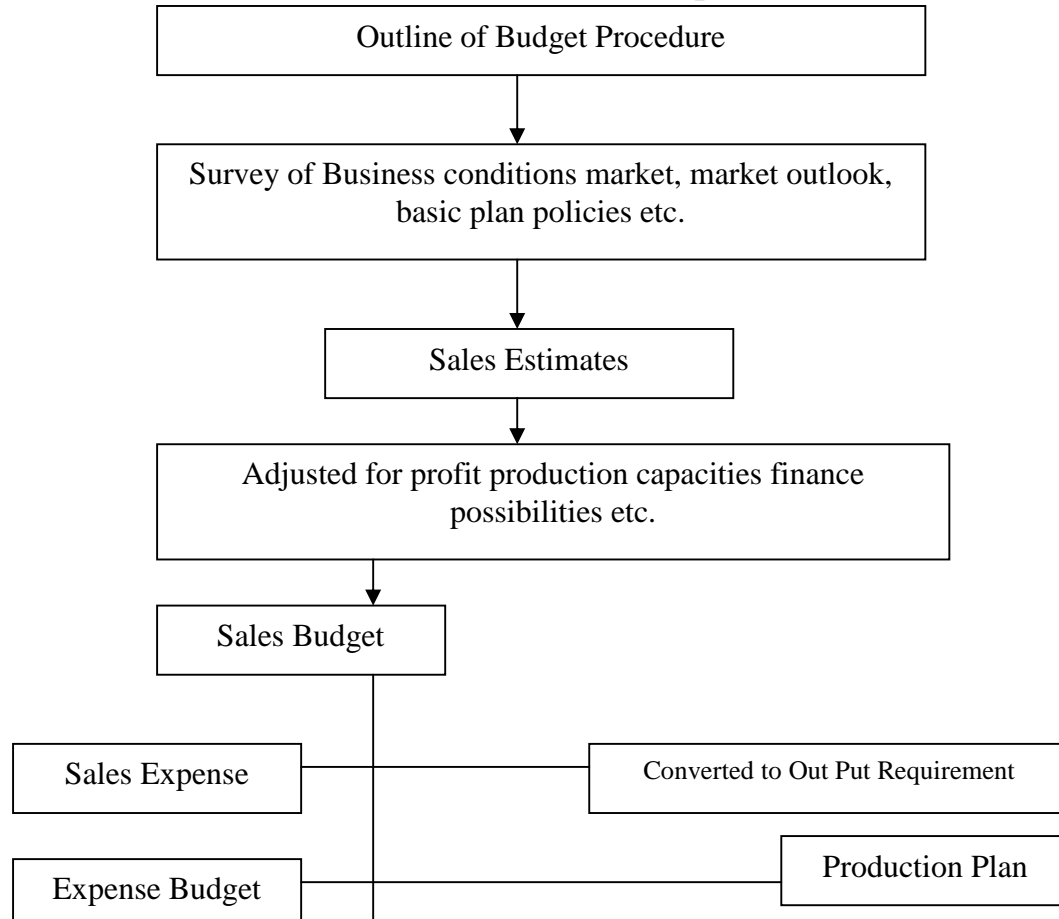 Outline of Budget Procedure
Survey of Business conditions market, market outlook,
basic plan policies etc.
Sales Estimates
Adjusted for profit production capacities finance
possibilities etc.
Sales Budget
Sales Expense
Converted to Out Put Requirement
Expense Budget
Production Plan